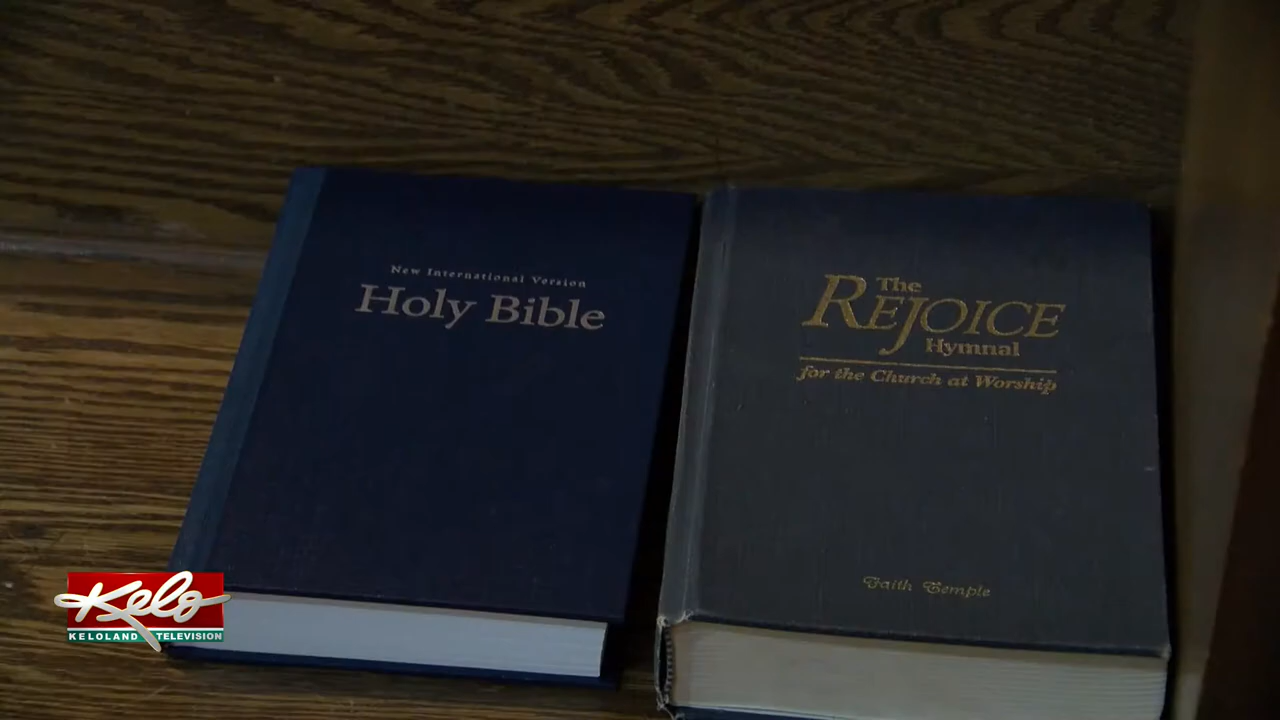 New International Version
Holy Bible
The
REJOICE
Hymnal
for the Church at Worship
Faith Temple
Kelo
KELOLAND TELEVISION